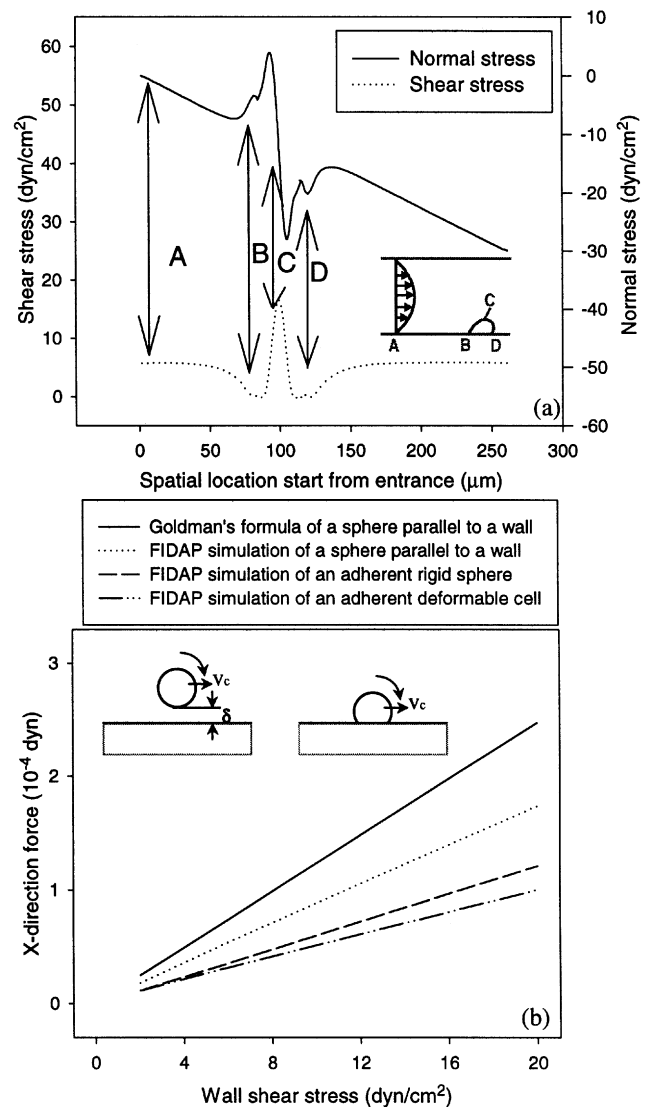 10
60
Normal stress
Shear stress
0
50
-10
40
-20
30
-30
20
-40
10
-50
0
-60
Shear stress (dyn/cm2)
Normal stress (dyn/cm2)
A
B
C
D
C
A B D
(a)
0 50 100 150 200 250 300
Spatial location start from entrance (μm)
Goldman's formula of a sphere parallel to a wall
FIDAP simulation of a sphere parallel to a wall
FIDAP simulation of an adherent rigid sphere
FIDAP simulation of an adherent deformable cell
3
Vc
δ
Vc
2
1
0
X-direction force (10-4 dyn)
(b)
0 4 8 12 16 20
Wall shear stress (dyn/cm2)